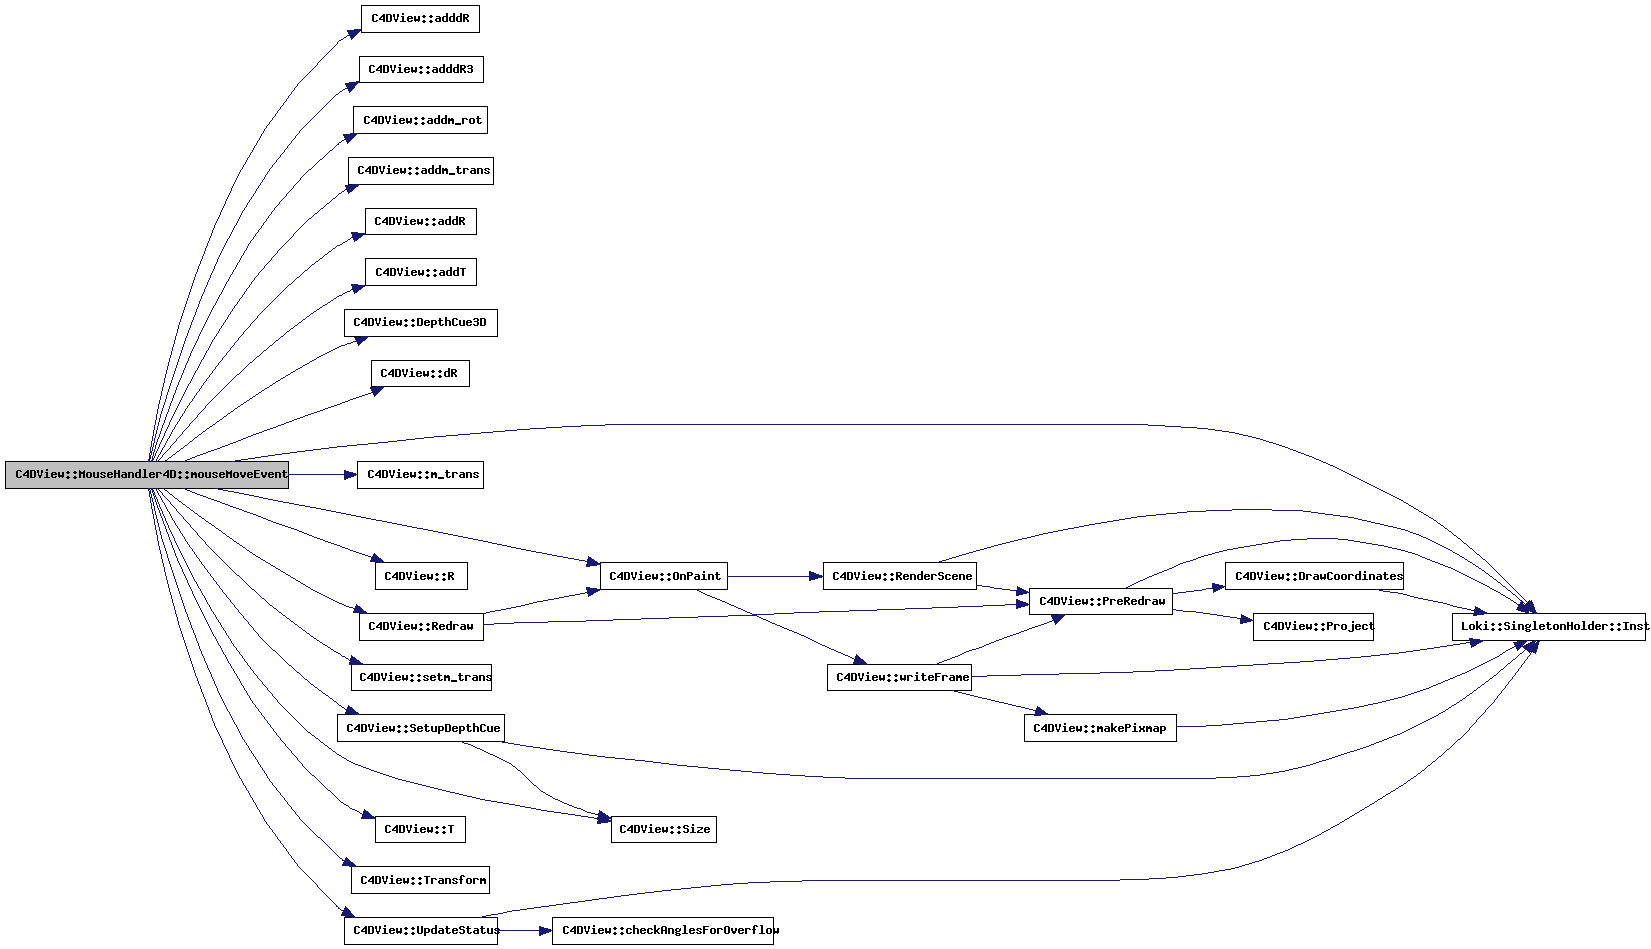 C4DView::adddR
C4DView::adddR3
C4DView::addm_rot
C4DView::addm_trans
C4DView::addR
C4DView::addT
C4DView::DepthCue3D
C4DView::dR
C4DView::MouseHandler4D::mouseMoveEvent
C4DView::m_trans
C4DView::R
C4DView::OnPaint
C4DView::RenderScene
C4DView::DrawCoordinates
C4DView::PreRedraw
C4DView::Redraw
C4DView::Project
Loki::SingletonHolder::Inst
C4DView::setm_trans
C4DView::writeFrame
C4DView::SetupDepthCue
C4DView::makePixmap
C4DView::T
C4DView::Size
C4DView::Transform
C4DView::UpdateStatus
C4DView::checkAnglesForOverflow